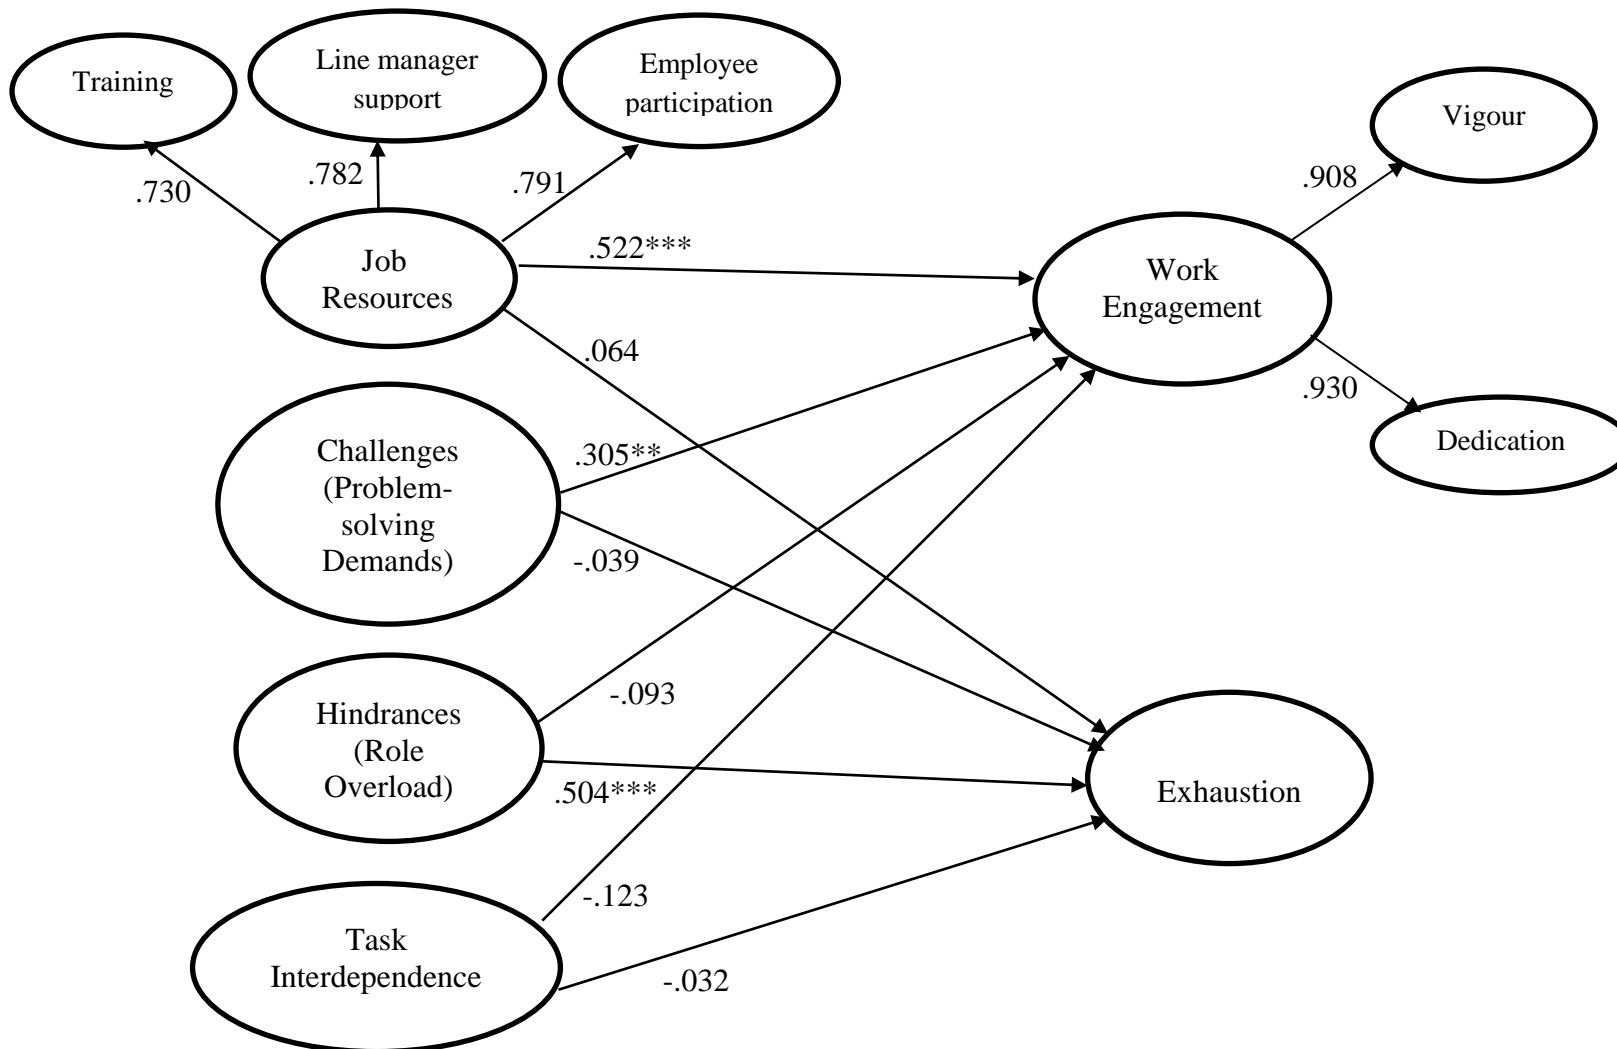 Training
Line manager
support
Employee
participation
Vigour
.730
.782
.791
.908
.522***
Job
Resources
Work
Engagement
.064
.930
Challenges
(Problem-
solving
Demands)
.305**
Dedication
-.039
Hindrances
(Role
Overload)
-.093
.504***
Exhaustion
Task
Interdependence
-.123
-.032